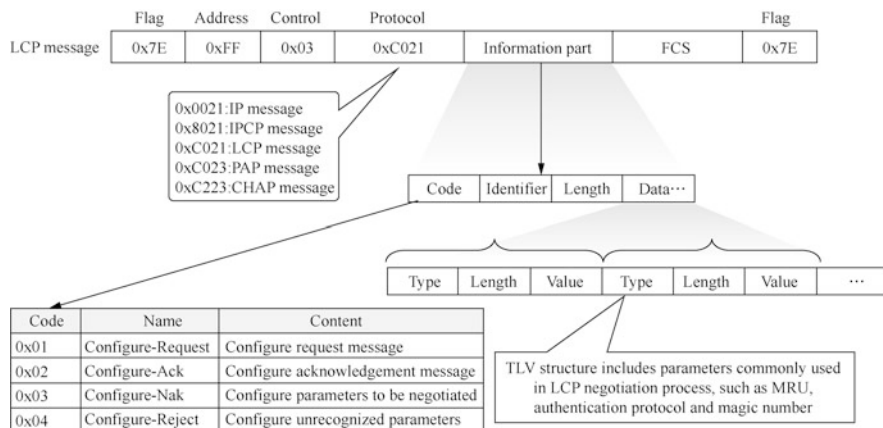 Flag Address Control Protocol Flag
LCP message 0x7E 0xFF 0x03 0xC021 Information part FCS 0x7E
0x0021:IP message
0x8021:IPCP message
0xC021:LCP message
0xC023:PAP message
0xC223:CHAP message
Code Identifier Length Data···
Type Length Value Type Length Value ···
Code Name Content
0x01 Configure-Request Configure request message
0x02 Configure-Ack Configure acknowledgement message
0x03 Configure-Nak Configure parameters to be negotiated
0x04 Configure-Reject Configure unrecognized parameters
TLV structure includes parameters commonly used
in LCP negotiation process, such as MRU,
authentication protocol and magic number